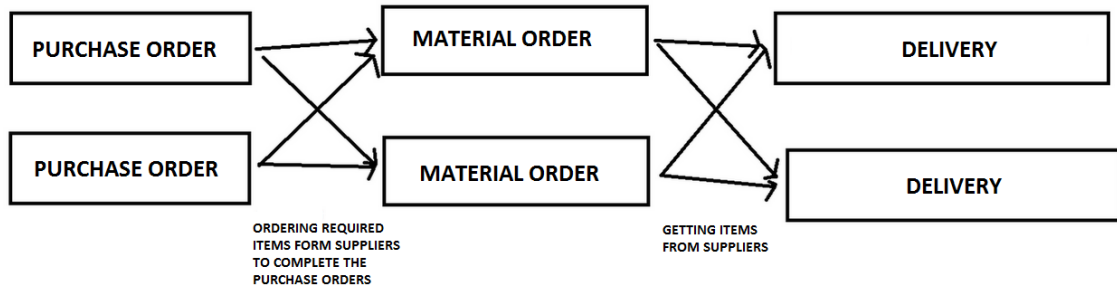 PURCHASE ORDER
MATERIAL ORDER
DELIVERY
PURCHASE ORDER
MATERIAL ORDER
DELIVERY
ORDERING REQUIRED
ITEMS FORM SUPPLIERS
TO COMPLETE THE
PURCHASE ORDERS
GETTING ITEMS
FROM SUPPLIERS